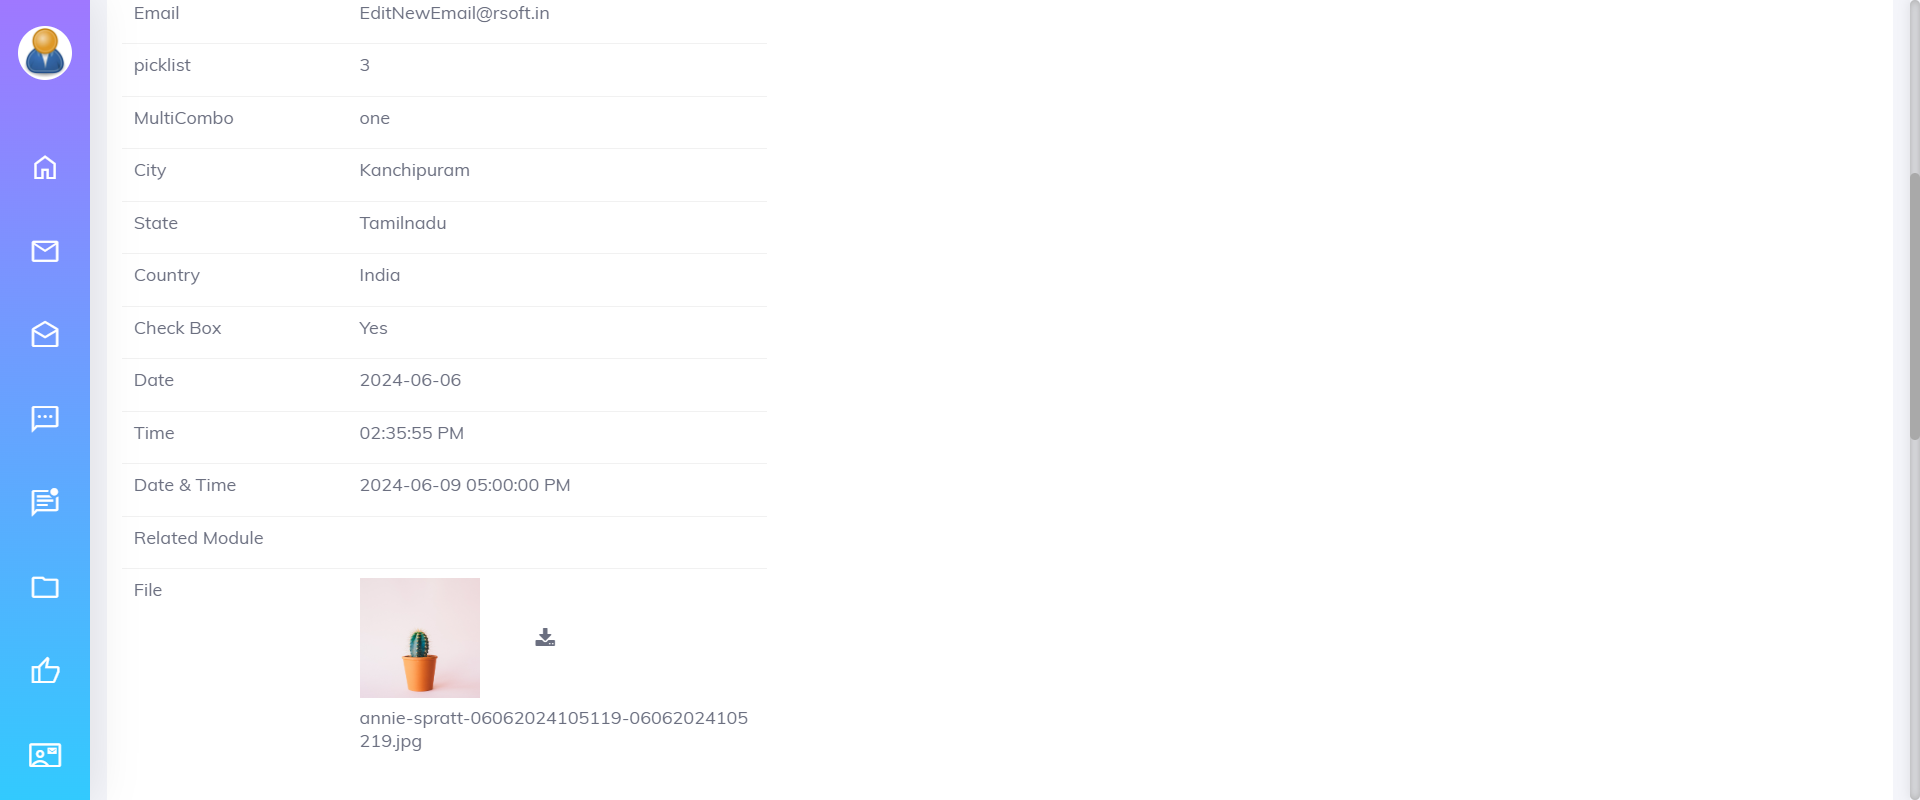 Email EditNewEmail@rsoft.in
picklist 3
MultiCombo one
City Kanchipuram
State Tamilnadu
Country India
Check Box Yes
Date 2024-06-06
Time 02:35:55 PM
Date & Time 2024-06-09 05:00:00 PM
Related Module
File
annie-spratt-06062024105119-06062024105
219.jpg